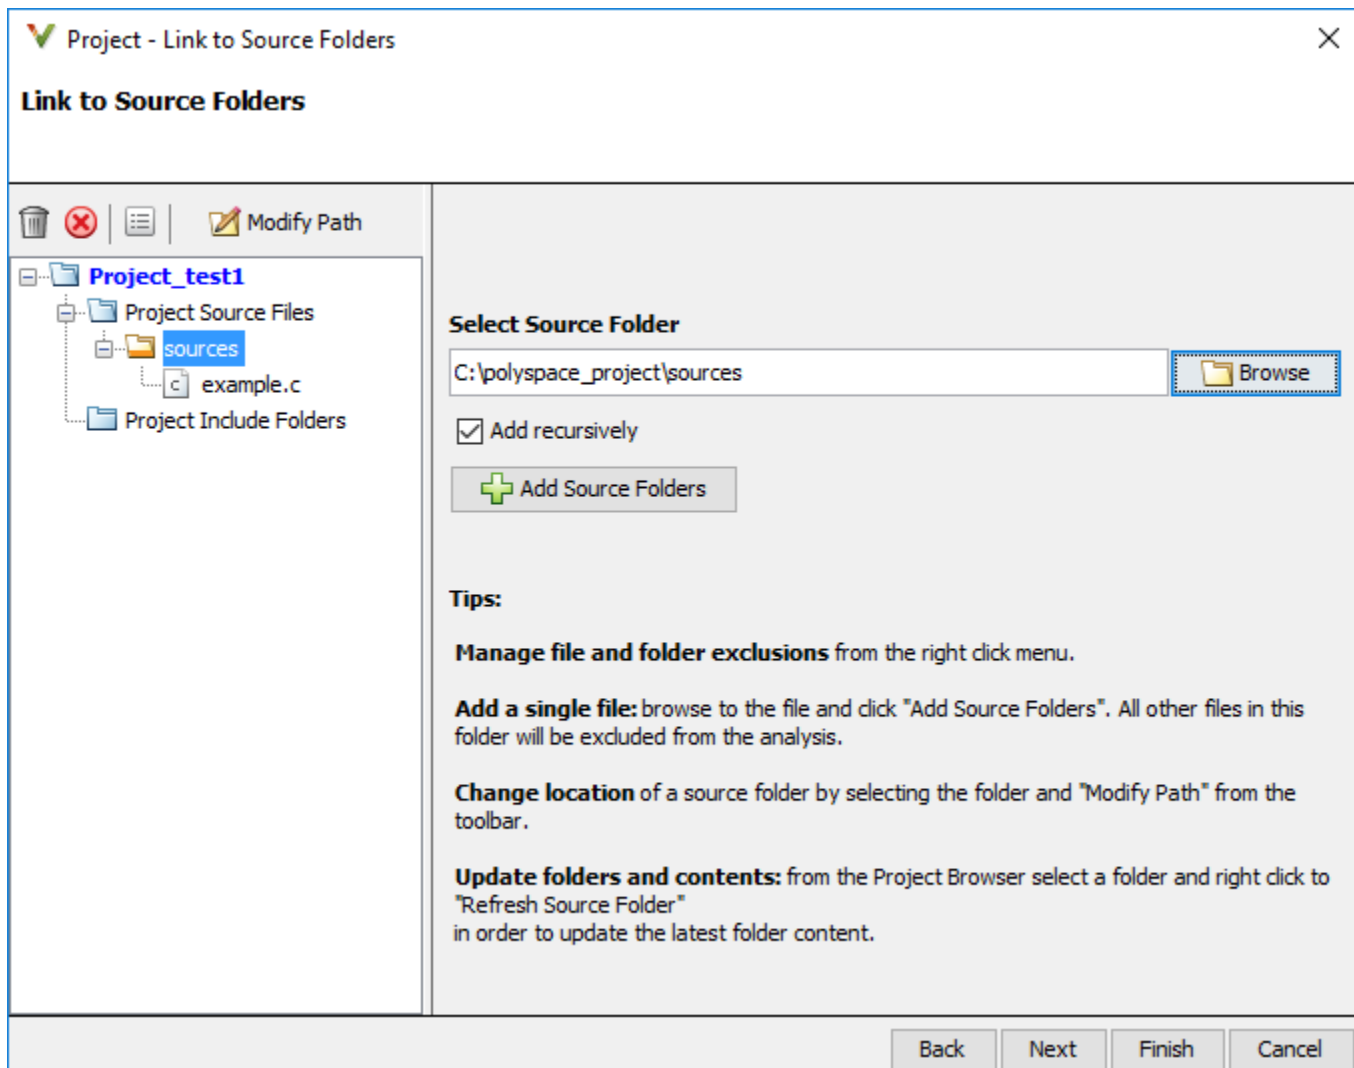 Project - Link to Source Folders
Link to Source Folders
Modify Path
Project_test1
Project Source Files
sources
c example.c
Project Include Folders
Select Source Folder
C:\polyspace_project\sources
Browse
Add recursively
Add Source Folders
Tips:
Manage file and folder exclusions from the right click menu.
Add a single file: browse to the file and click "Add Source Folders". All other files in this
folder will be excluded from the analysis.
Change location of a source folder by selecting the folder and "Modify Path" from the
toolbar.
Update folders and contents: from the Project Browser select a folder and right click to
"Refresh Source Folder"
in order to update the latest folder content.
Back
Next
Finish
Cancel